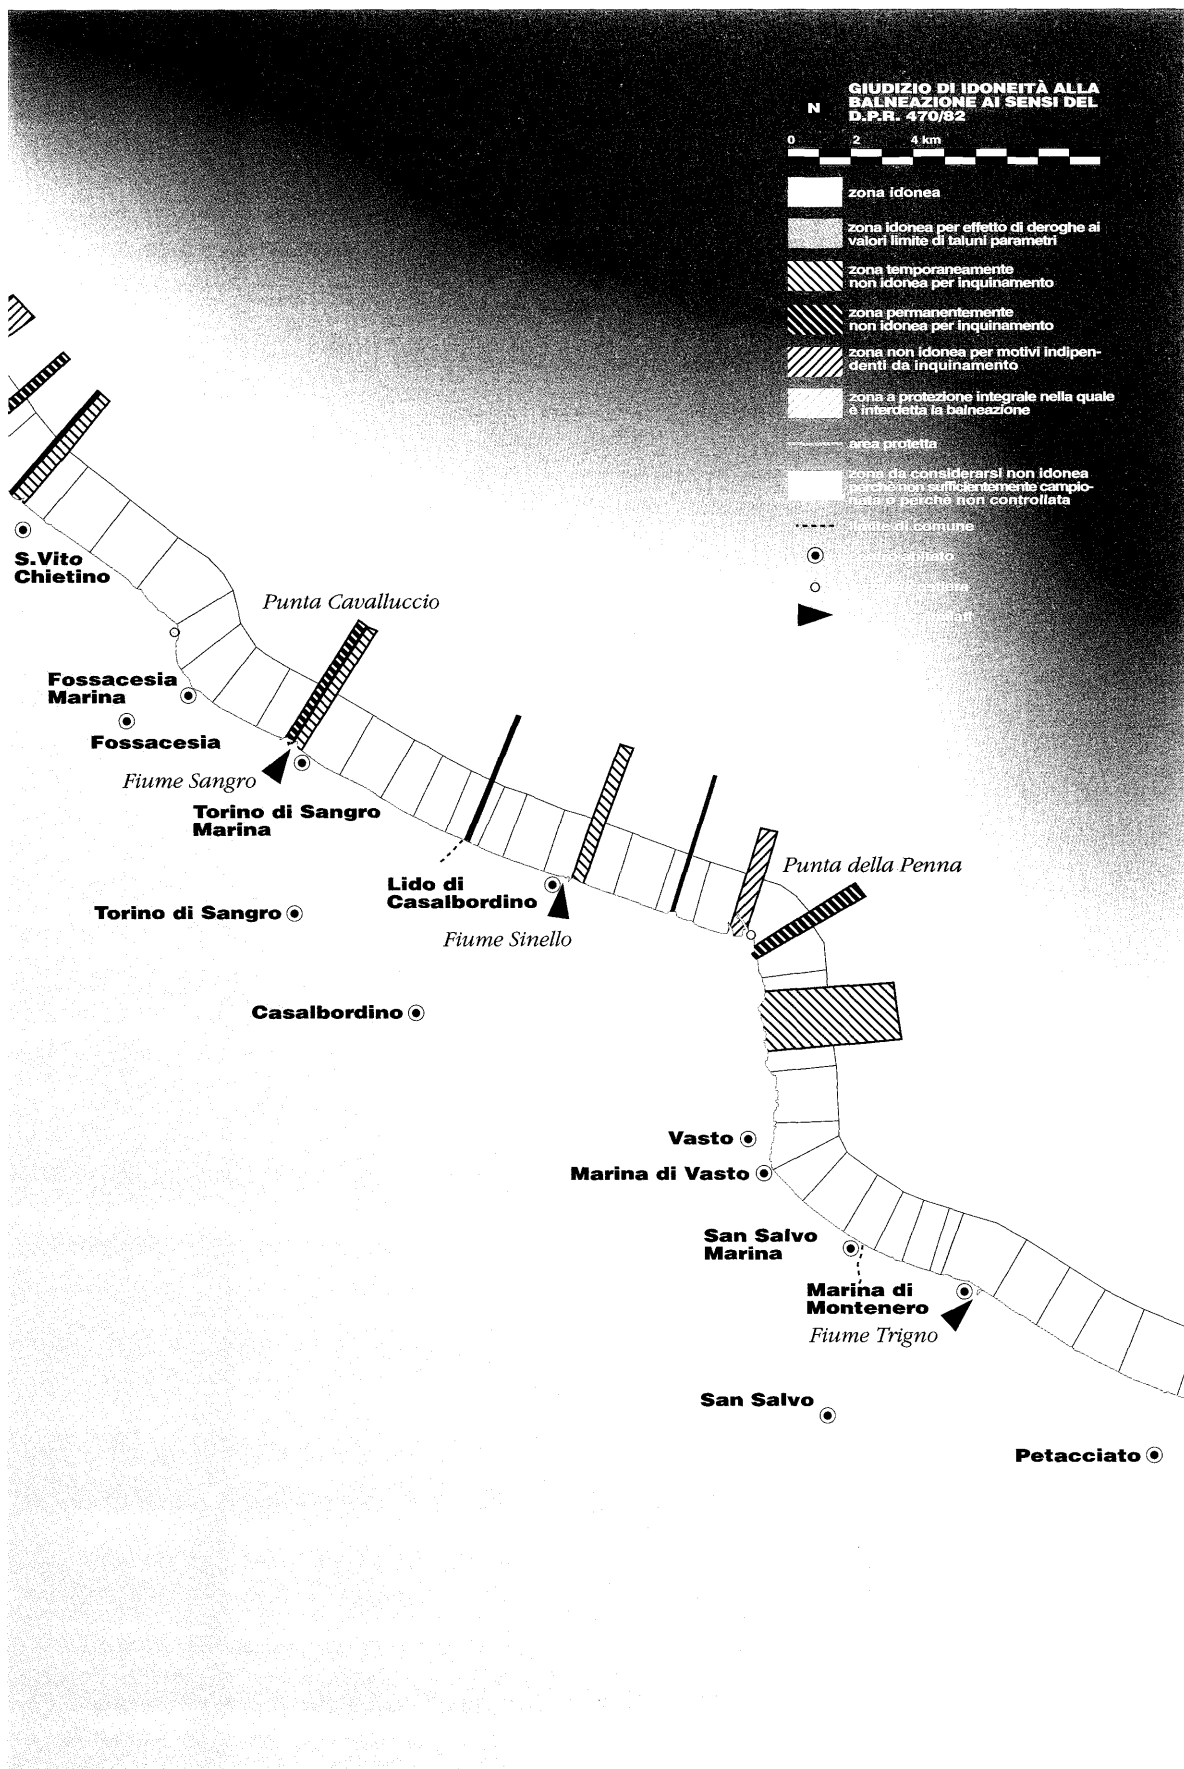 GIUDIZIO DI IDONEITÀ ALLA
BALNEAZIONE AI SENSI DEL
D.P.R. 470/82
N
0 2 4 km
zona idonea
zona idonea per effetto di deroghe ai
valori limite di taluni parametri
zona temporaneamente
non idonea per inquinamento
zona permanentemente
non idonea per inquinamento
zona non idonea per motivi indipen-
denti da inquinamento
zona a protezione integrale nella quale
è interdetta la balneazione
area protetta
zona da considerarsi non idonea
perchè non sufficientemente campio-
nata o perchè non controllata
limite di comune
S.Vito
Chietino
Punta Cavalluccio
Fossacesia
Marina
Fossacesia
Fiume Sangro
Torino di Sangro
Marina
Punta della Penna
Lido di
Casalbordino
Torino di Sangro
Fiume Sinello
Casalbordino
Vasto
Marina di Vasto
San Salvo
Marina
Marina di
Montenero
Fiume Trigno
San Salvo
Petacciato